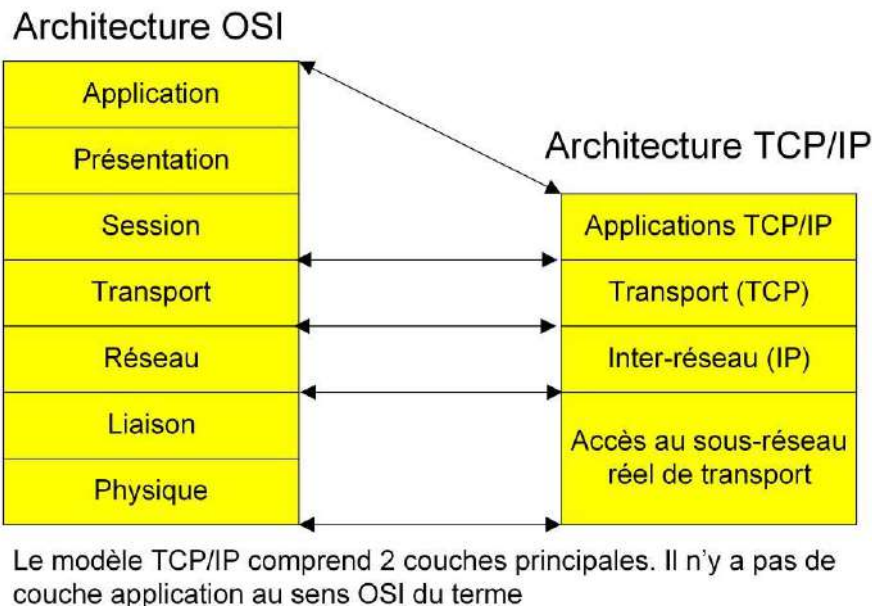 Architecture OSI
Application
Présentation
Session
Transport
Réseau
Liaison
Physique
Architecture TCP/IP
Applications TCP/IP
Transport (TCP)
Inter-réseau (IP)
Accès au sous-réseau
réel de transport
Le modèle TCP/IP comprend 2 couches principales. Il n'y a pas de
couche application au sens OSI du terme